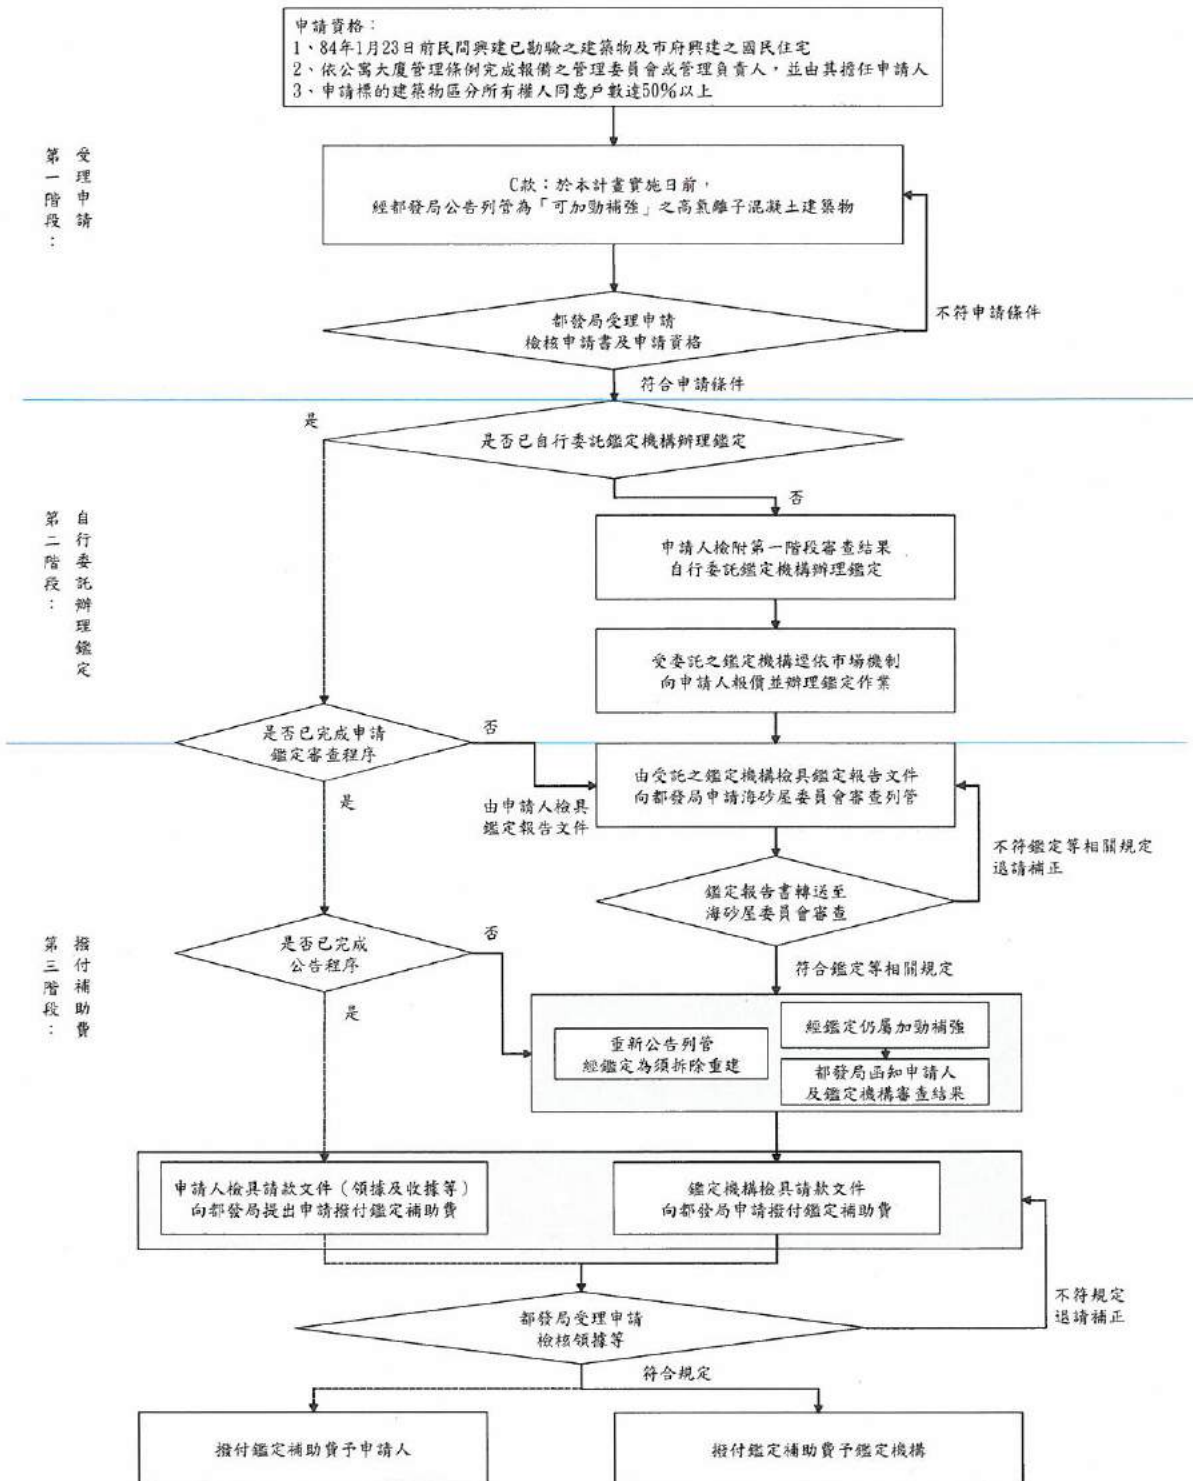 申請資格：
1、84年1月23日前民間興建已勘驗之建築物及市府興建之國民住宅
2、依公寓大廈管理條例完成報備之管理委員會或管理負責人，並由其擔任申請人
3、申請標的建築物區分所有權人同意戶數達50%以上
第一階段：
受理申請
C款：於本計畫實施日前，
經都發局公告列管為「可加勁補強」之高氯離子混凝土建築物
都發局受理申請
檢核申請書及申請資格
不符申請條件
符合申請條件
第二階段：
自行委託辦理鑑定
是否已自行委託鑑定機構辦理鑑定
是
否
申請人檢附第一階段審查結果
自行委託鑑定機構辦理鑑定
受委託之鑑定機構逕依市場機制
向申請人報價並辦理鑑定作業
是否已完成申請
鑑定審查程序
否
是
由申請人檢具
鑑定報告文件
由受託之鑑定機構檢具鑑定報告文件
向都發局申請海砂屋委員會審查列管
不符鑑定等相關規定
退請補正
鑑定報告書轉送至
海砂屋委員會審查
符合鑑定等相關規定
第三階段：
撥付補助費
是否已完成
公告程序
否
是
重新公告列管
經鑑定為須拆除重建
經鑑定仍屬加勁補強
都發局函知申請人
及鑑定機構審查結果
申請人檢具請款文件（領據及收據等）
向都發局提出申請撥付鑑定補助費
鑑定機構檢具請款文件
向都發局申請撥付鑑定補助費
不符規定
退請補正
都發局受理申請
檢核領據等
符合規定
撥付鑑定補助費予申請人
撥付鑑定補助費予鑑定機構